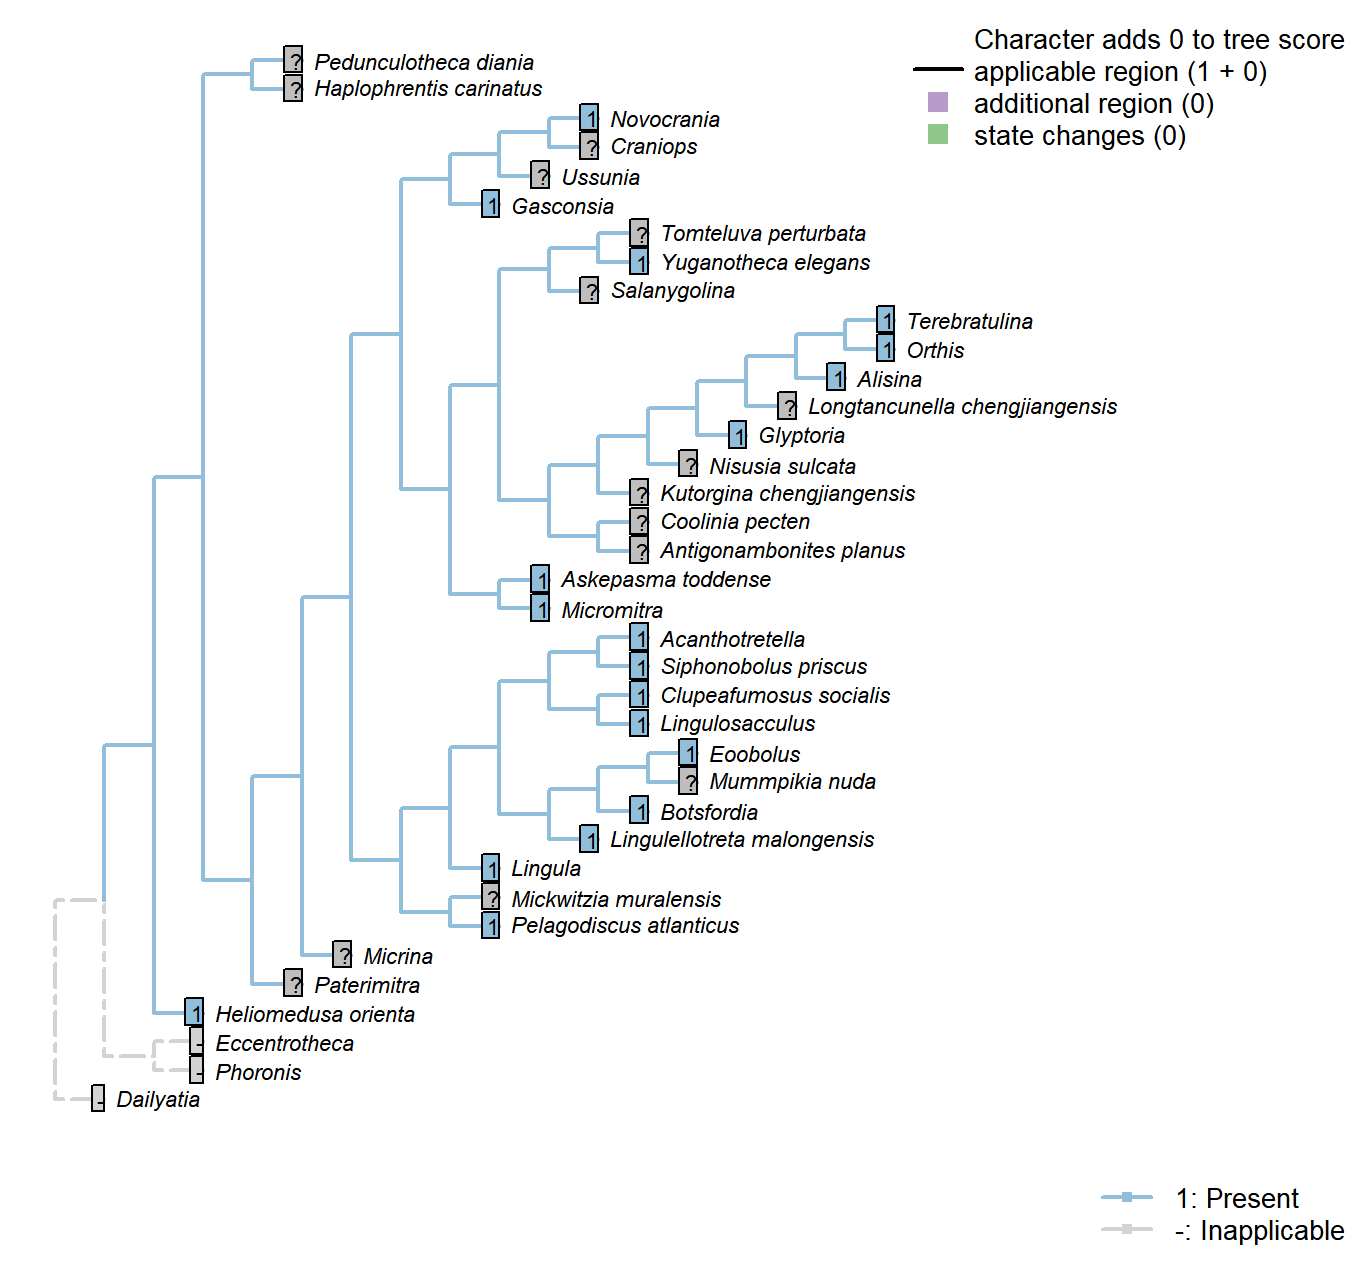 Character adds 0 to tree score
applicable region (1 + 0)
additional region (0)
state changes (0)
? Pedunculotheca diania
? Haplophrentis carinatus
1 Novocrania
? Craniops
? Ussunia
1 Gasconsia
? Tomteluva perturbata
1 Yuganotheca elegans
? Salanygolina
1 Terebratulina
1 Orthis
1 Alisina
? Longtancunella chengjiangensis
1 Glyptoria
? Nisusia sulcata
? Kutorgina chengjiangensis
? Coolinia pecten
? Antigonambonites planus
1 Askepasma toddense
1 Micromitra
1 Acanthotretella
1 Siphonobolus priscus
1 Clupeafumosus socialis
1 Lingulosacculus
1 Eoobolus
? Mummpikia nuda
1 Botsfordia
1 Lingulellotreta malongensis
1 Lingula
? Mickwitzia muralensis
1 Pelagodiscus atlanticus
? Micrina
? Paterimitra
1 Heliomedusa orienta
- Eccentrotheca
- Phoronis
- Dailyatia
1: Present
-: Inapplicable